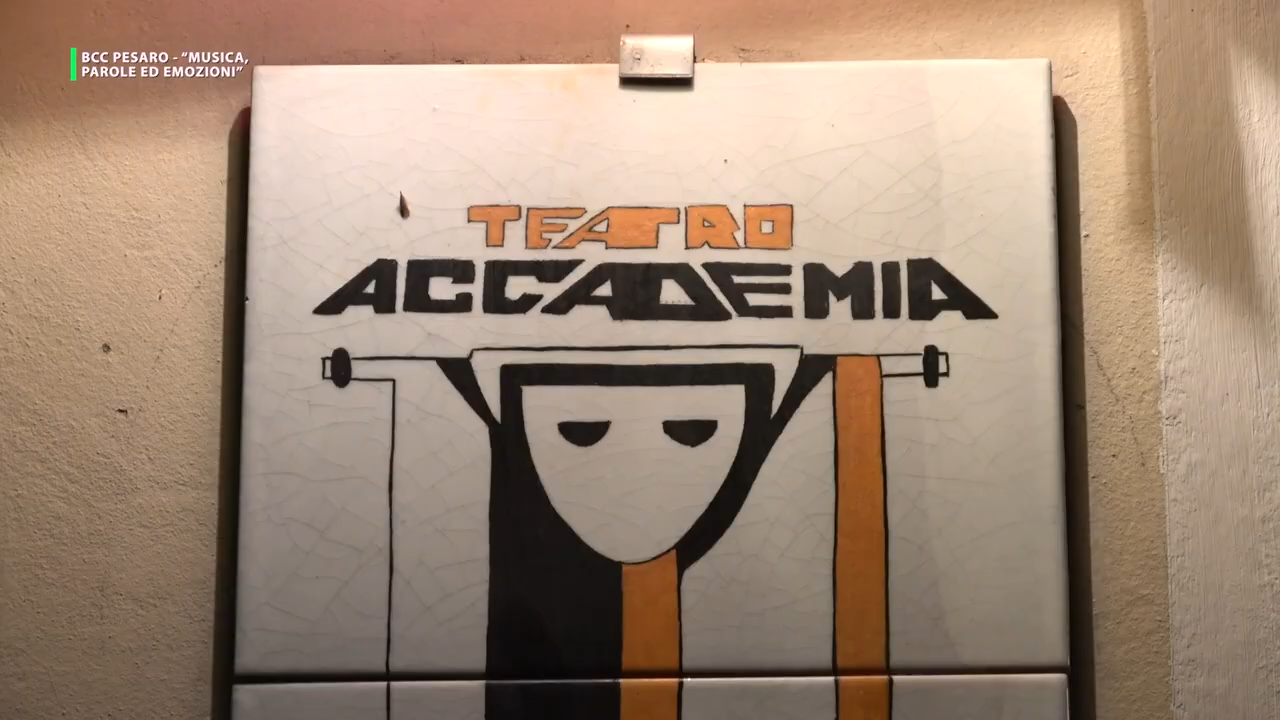 BCC PESARO - “MUSICA,
PAROLE ED EMOZIONI”
TEATRO
ACCADEMIA